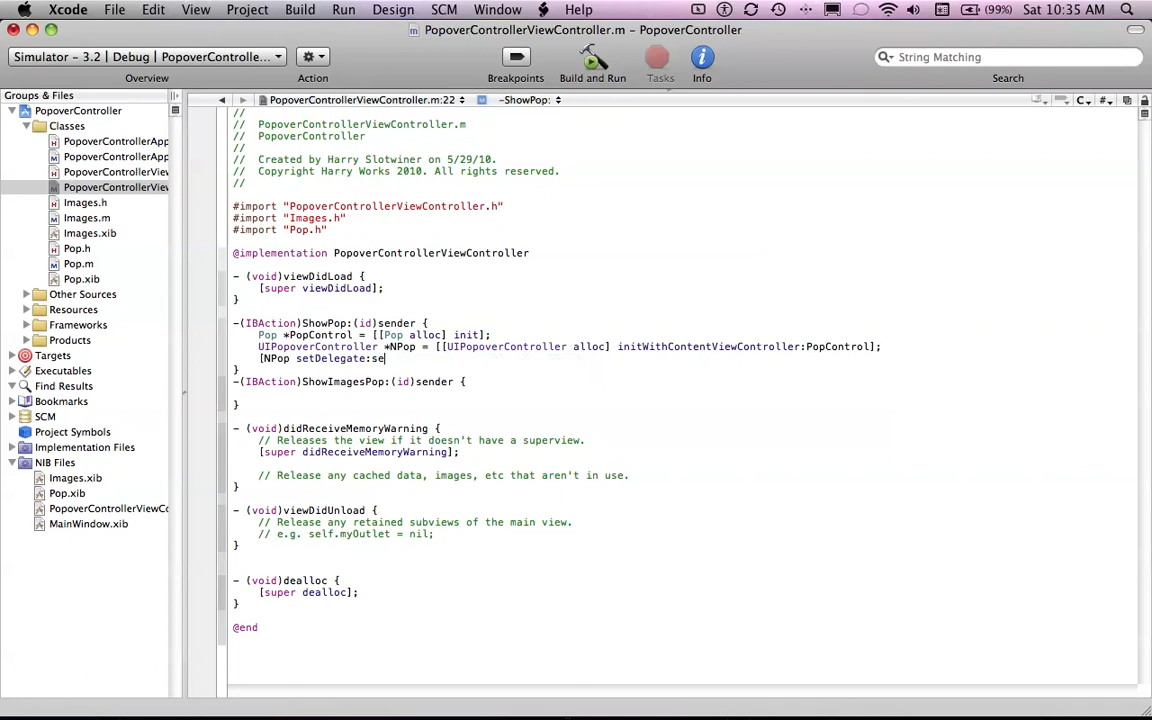 Xcode File Edit View Project Build Run Design SCM Window Help (99%) Sat 10:35 AM
PopoverControllerViewController.m – PopoverController
Simulator – 3.2 | Debug | PopoverControlle...
String Matching
Overview Action Breakpoints Build and Run Tasks Info Search
Groups & Files
PopoverControllerViewController.m:22 -ShowPop: C #
PopoverController
Classes
PopoverControllerApp
PopoverControllerApp
PopoverControllerView
PopoverControllerView
Images.h
Images.m
Images.xib
Pop.h
Pop.m
Pop.xib
Other Sources
Resources
Frameworks
Products
Targets
Executables
Find Results
Bookmarks
SCM
Project Symbols
Implementation Files
NIB Files
Images.xib
Pop.xib
PopoverControllerViewCo
MainWindow.xib
//
//  PopoverControllerViewController.m
//  PopoverController
//
//  Created by Harry Slotwiner on 5/29/10.
//  Copyright Harry Works 2010. All rights reserved.
//
#import "PopoverControllerViewController.h"
#import "Images.h"
#import "Pop.h"
@implementation PopoverControllerViewController
- (void)viewDidLoad {
[super viewDidLoad];
}
-(IBAction)ShowPop:(id)sender {
Pop *PopControl = [[Pop alloc] init];
UIPopoverController *NPop = [[UIPopoverController alloc] initWithContentViewController:PopControl];
[NPop setDelegate:se
}
-(IBAction)ShowImagesPop:(id)sender {
}
- (void)didReceiveMemoryWarning {
// Releases the view if it doesn't have a superview.
[super didReceiveMemoryWarning];
// Release any cached data, images, etc that aren't in use.
}
- (void)viewDidUnload {
// Release any retained subviews of the main view.
// e.g. self.myOutlet = nil;
}
- (void)dealloc {
[super dealloc];
}
@end